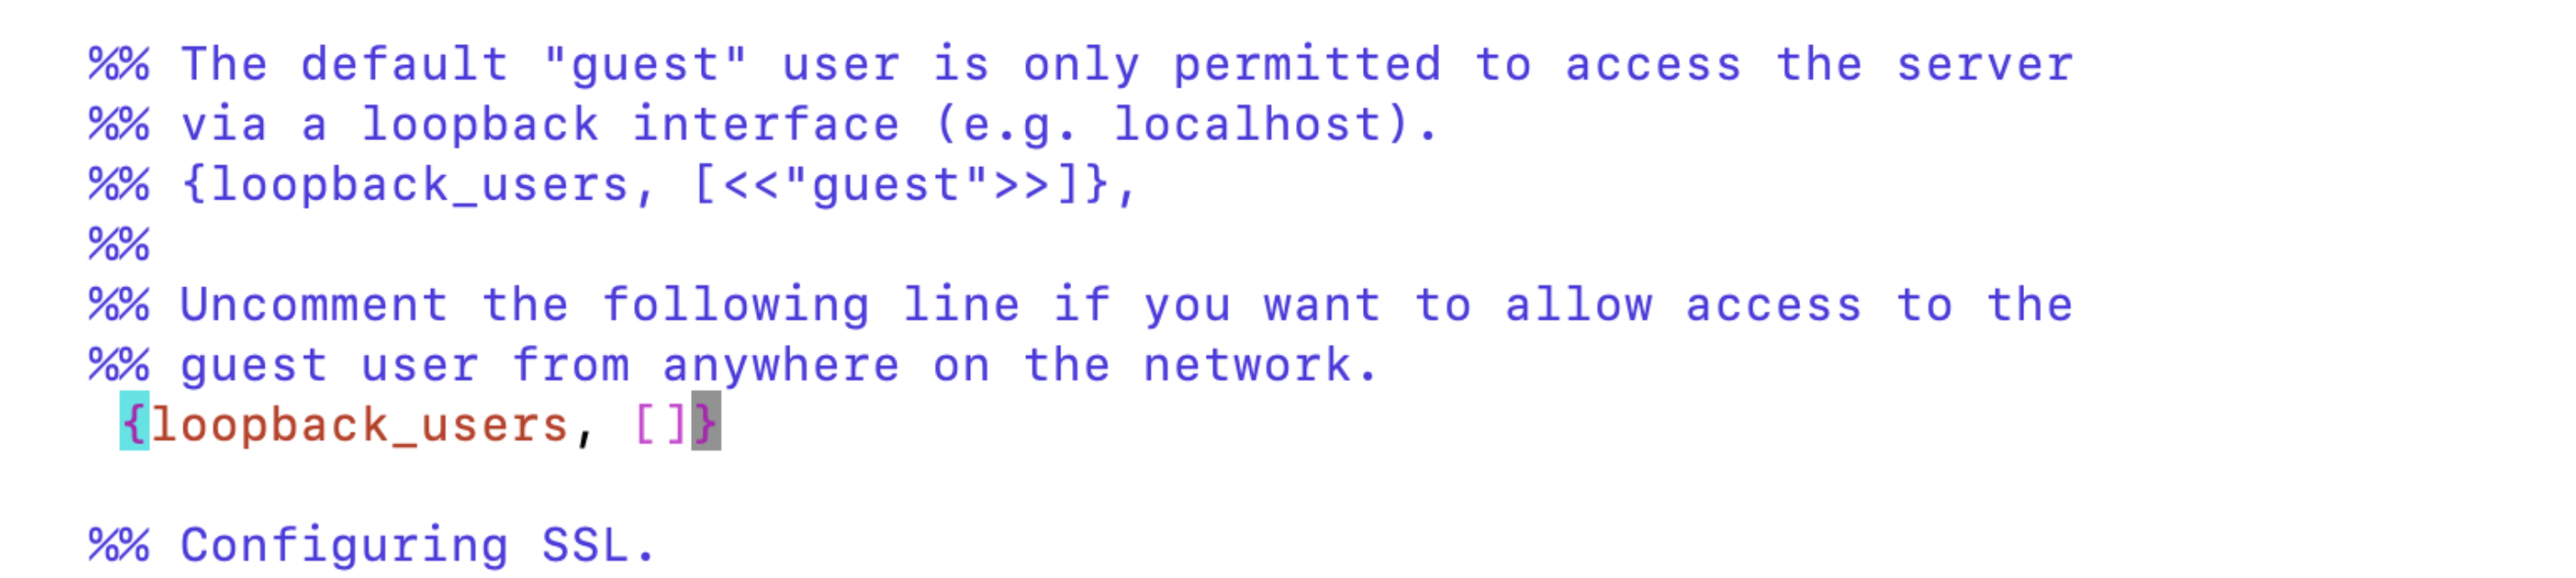 %% The default "guest" user is only permitted to access the server
%% via a loopback interface (e.g. localhost).
%% {loopback_users, [<<"guest">>]},
%%
%% Uncomment the following line if you want to allow access to the
%% guest user from anywhere on the network.
{loopback_users, []}
%% Configuring SSL.